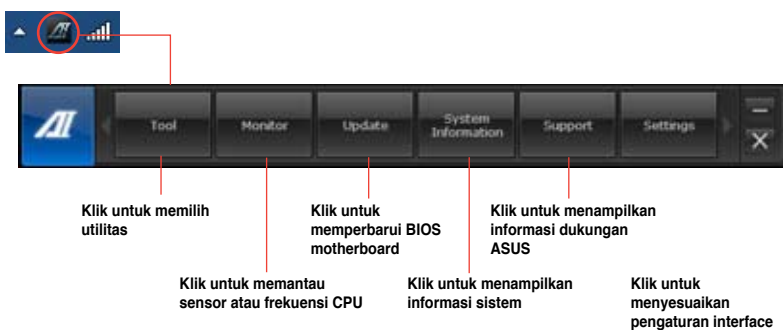 AI
AI
Tool
Monitor
Update
System
Information
Support
Settings
Klik untuk memilih
utilitas
Klik untuk
memperbarui BIOS
motherboard
Klik untuk menampilkan
informasi dukungan
ASUS
Klik untuk memantau
sensor atau frekuensi CPU
Klik untuk menampilkan
informasi sistem
Klik untuk
menyesuaikan
pengaturan interface